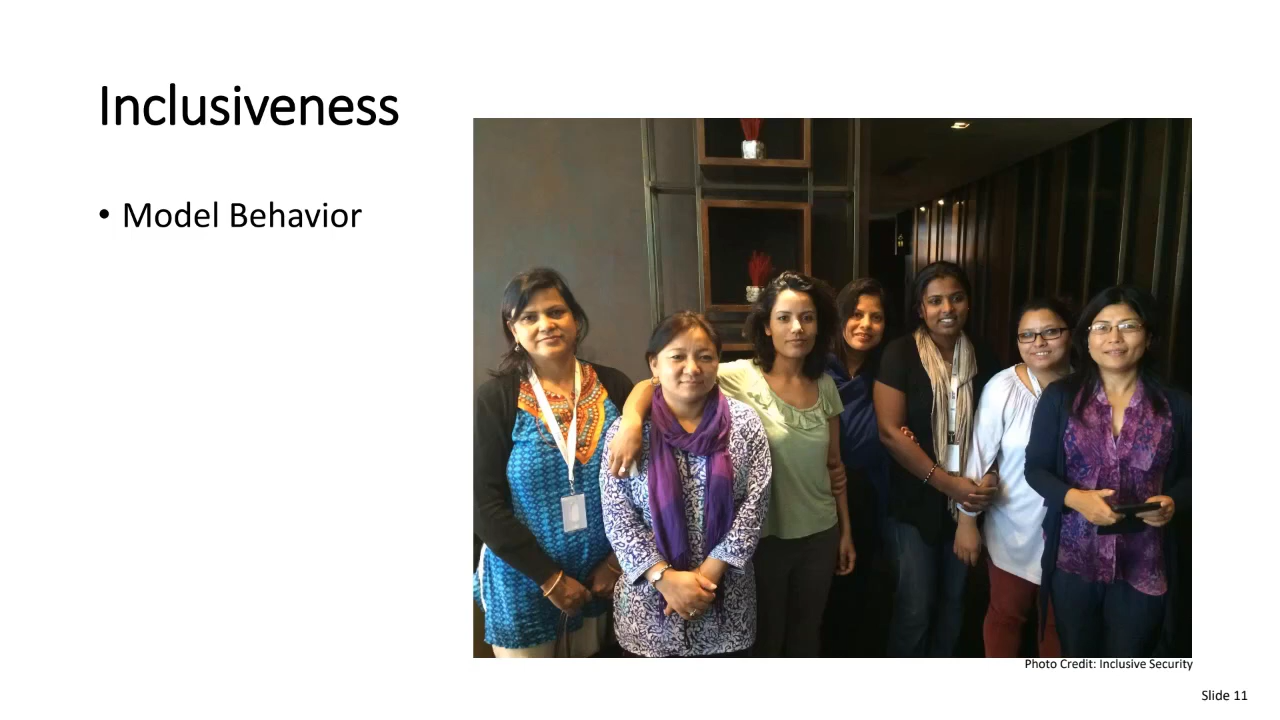 Inclusiveness
• Model Behavior
Photo Credit: Inclusive Security
Slide 11